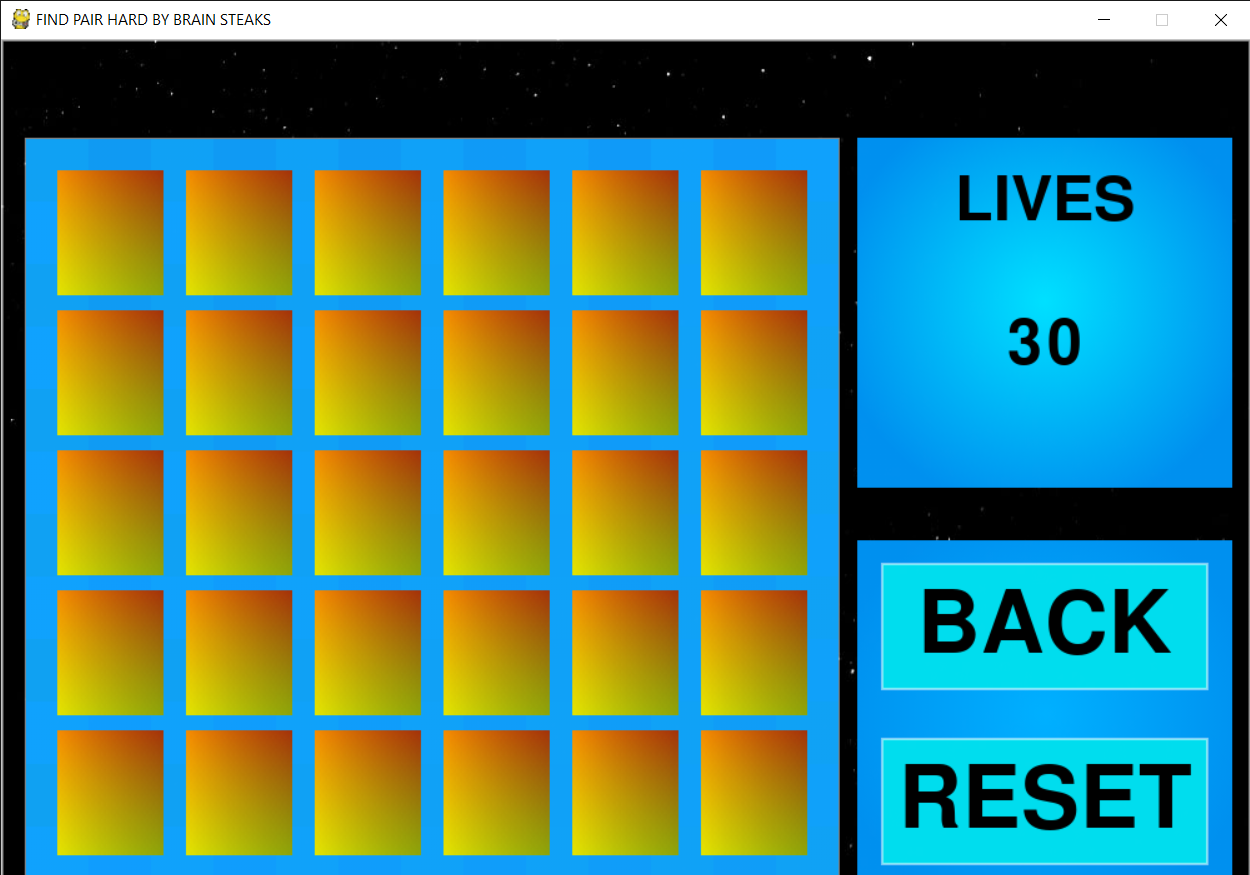 FIND PAIR HARD BY BRAIN STEAKS
LIVES
30
BACK
RESET